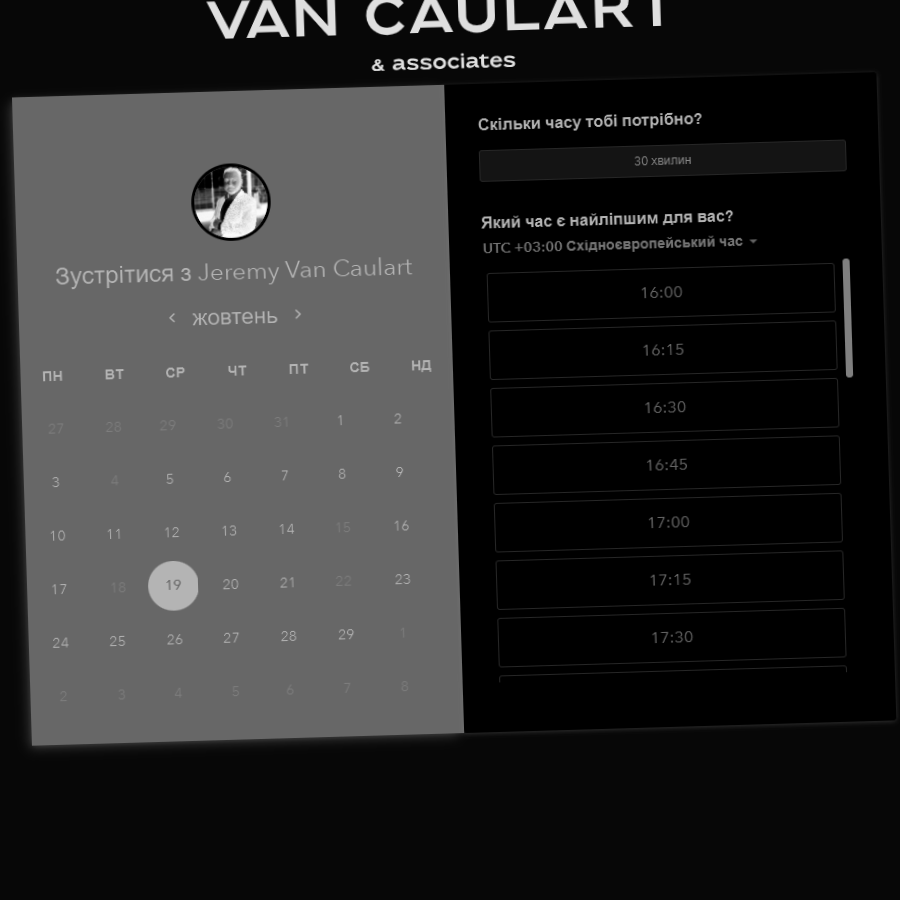 VAN CAULART
& associates
Зустрітися з Jeremy Van Caulart
жовтень
ПН ВТ СР ЧТ ПТ СБ НД
27 28 29 30 31 1 2
3 4 5 6 7 8 9
10 11 12 13 14 15 16
17 18 19 20 21 22 23
24 25 26 27 28 29 1
2 3 4 5 6 7 8
Скільки часу тобі потрібно?
30 хвилин
Який час є найліпшим для вас?
UTC +03:00 Східноєвропейський час
16:00
16:15
16:30
16:45
17:00
17:15
17:30